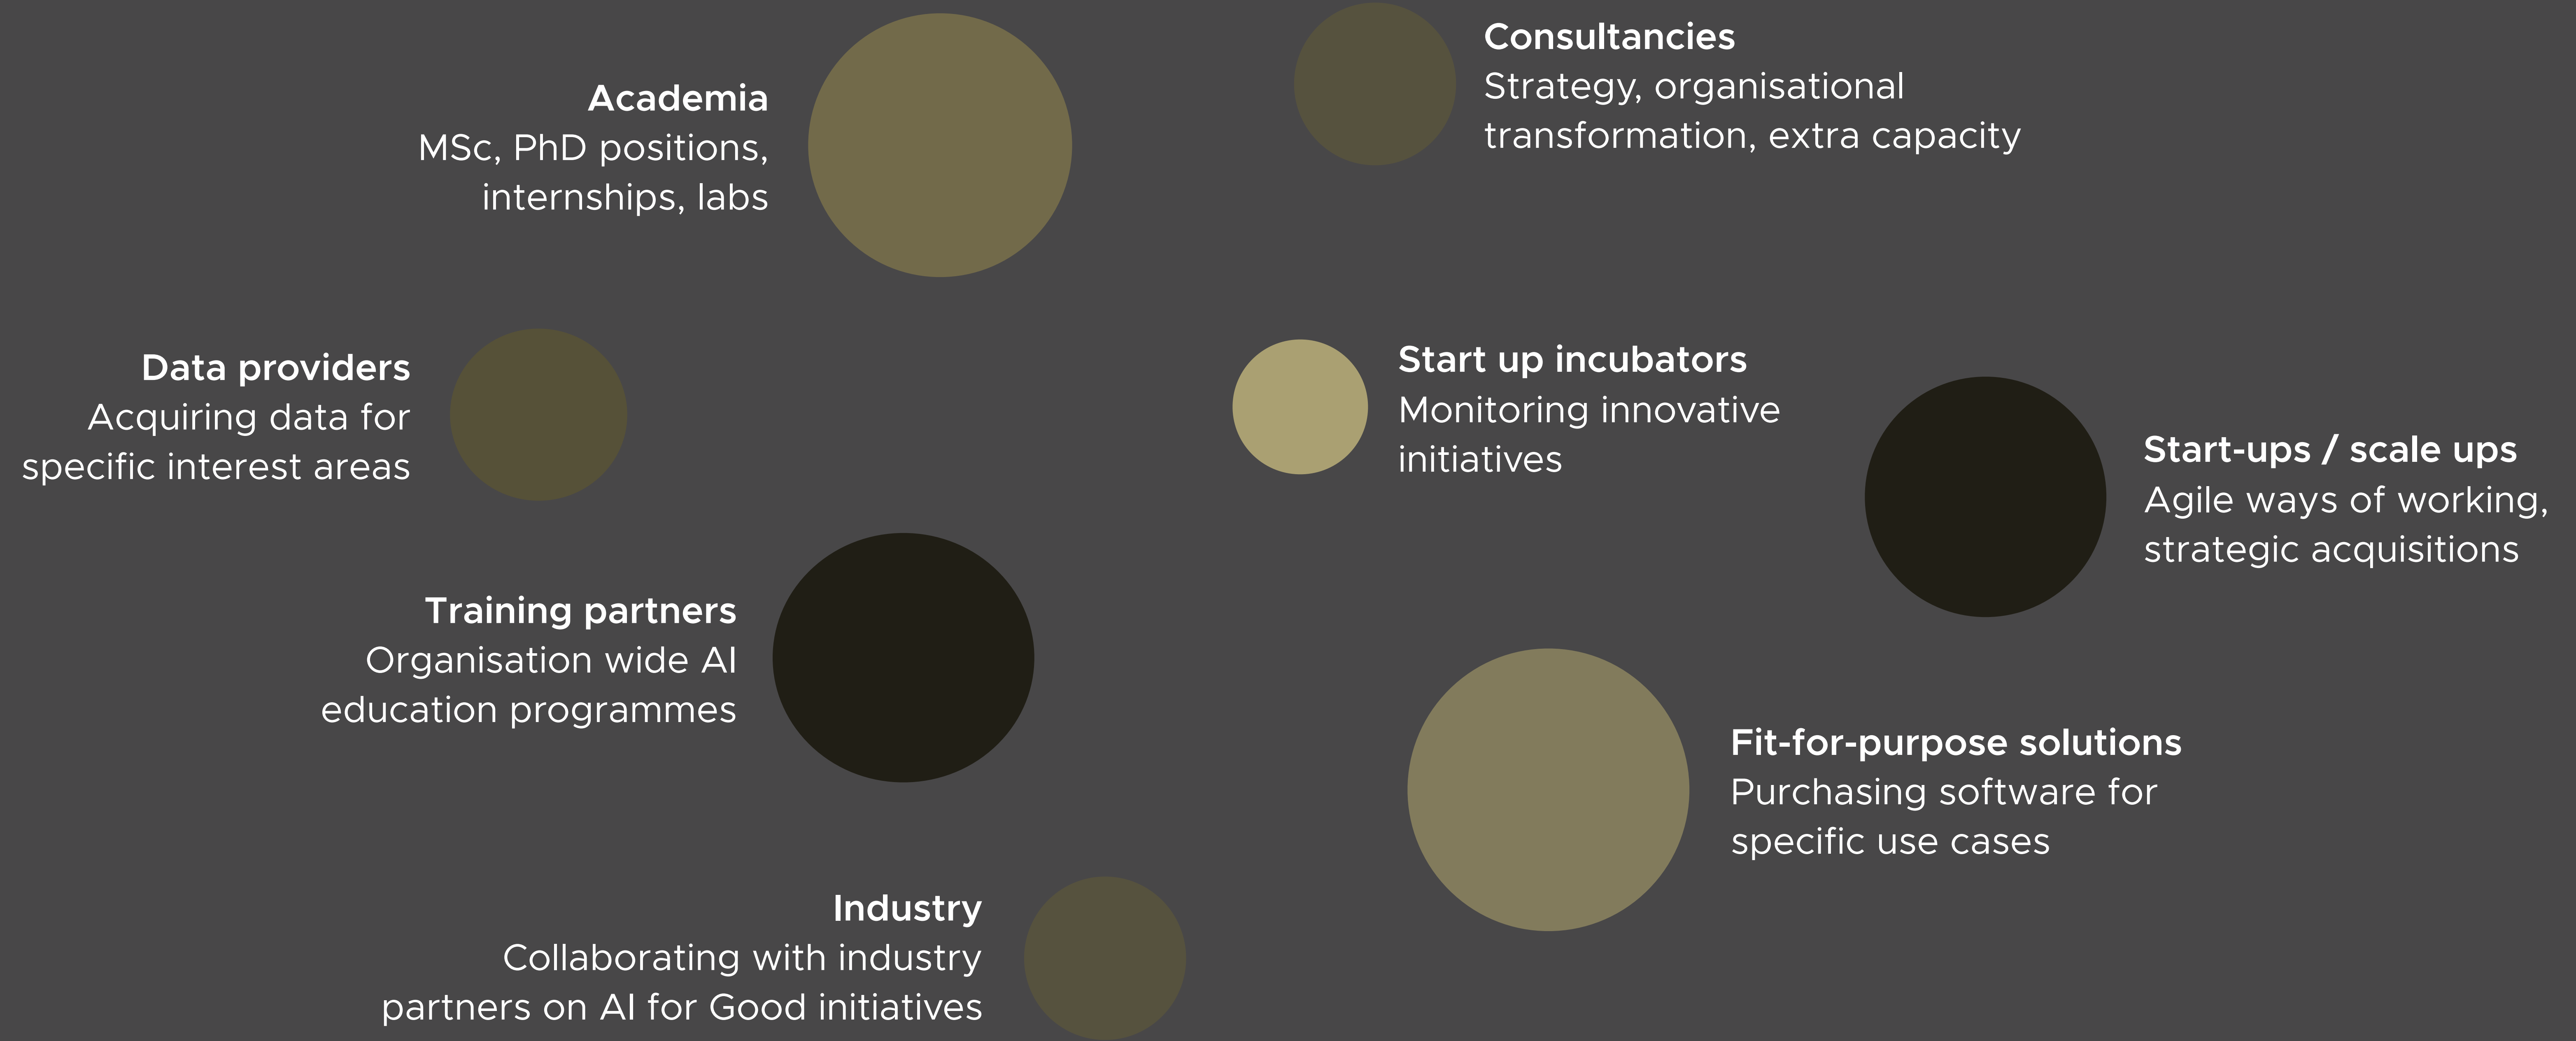 Academia
MSc, PhD positions,
internships, labs
Consultancies
Strategy, organisational
transformation, extra capacity
Data providers
Acquiring data for
specific interest areas
Start up incubators
Monitoring innovative
initiatives
Start-ups / scale ups
Agile ways of working,
strategic acquisitions
Training partners
Organisation wide AI
education programmes
Fit-for-purpose solutions
Purchasing software for
specific use cases
Industry
Collaborating with industry
partners on AI for Good initiatives